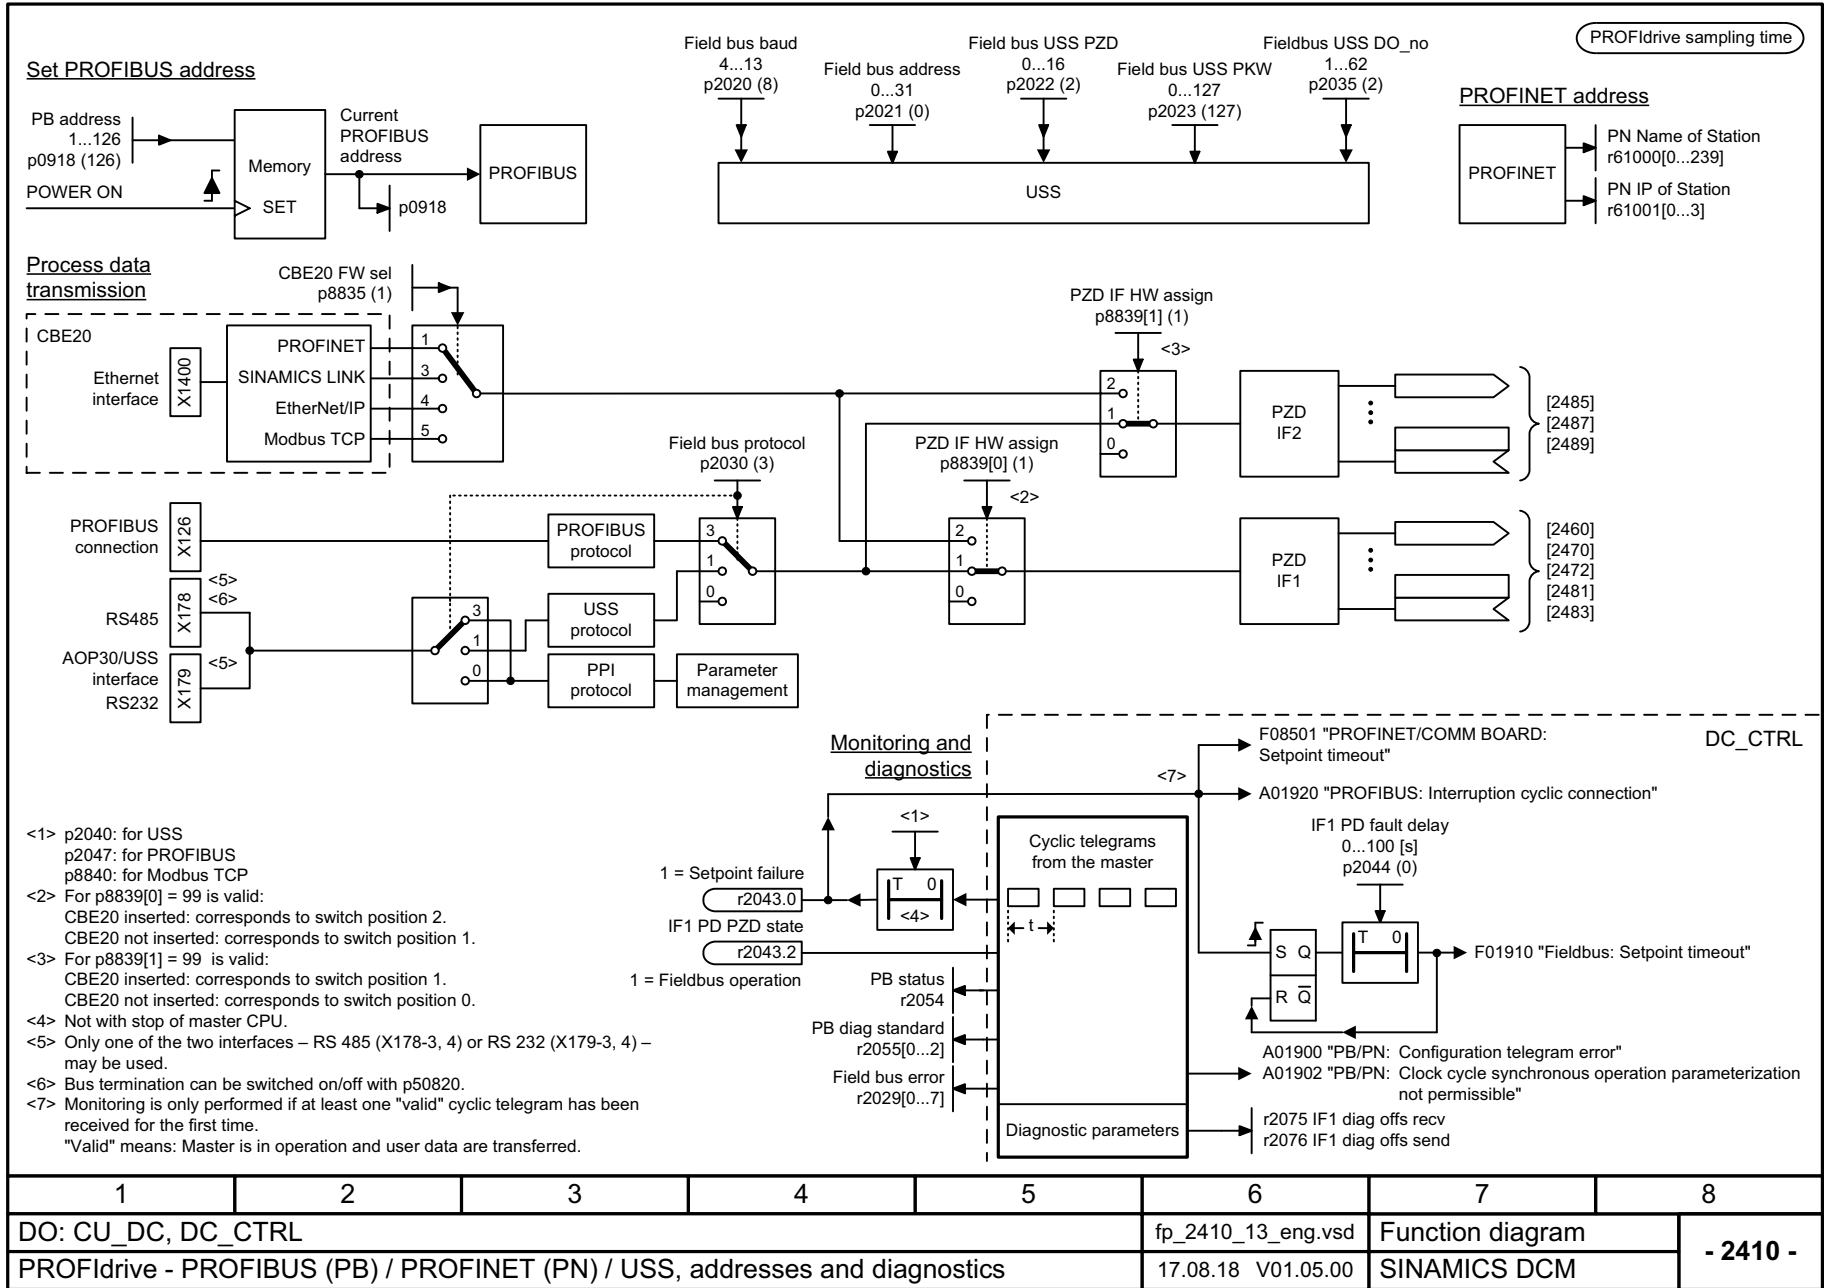 PROFIdrive sampling time
Set PROFIBUS address
PB address
1...126
p0918 (126)
POWER ON
Memory
SET
Current
PROFIBUS
address
p0918
PROFIBUS
Field bus baud
4...13
p2020 (8)
Field bus address
0...31
p2021 (0)
Field bus USS PZD
0...16
p2022 (2)
Field bus USS PKW
0...127
p2023 (127)
Fieldbus USS DO_no
1...62
p2035 (2)
USS
PROFINET address
PROFINET
PN Name of Station
r61000[0...239]
PN IP of Station
r61001[0...3]
Process data
transmission
CBE20
Ethernet
interface
X1400
PROFINET
SINAMICS LINK
EtherNet/IP
Modbus TCP
CBE20 FW sel
p8835 (1)
1
3
4
5
PZD IF HW assign
p8839[1] (1)
<3>
2
1
0
PZD
IF2
[2485]
[2487]
[2489]
Field bus protocol
p2030 (3)
PZD IF HW assign
p8839[0] (1)
<2>
PROFIBUS
connection
X126
PROFIBUS
protocol
3
1
0
2
1
0
PZD
IF1
[2460]
[2470]
[2472]
[2481]
[2483]
<5>
<6>
RS485
X178
AOP30/USS
interface
RS232
X179
<5>
3
1
0
USS
protocol
PPI
protocol
Parameter
management
Monitoring and
diagnostics
DC_CTRL
F08501 "PROFINET/COMM BOARD:
Setpoint timeout"
<7>
A01920 "PROFIBUS: Interruption cyclic connection"
<1>
1 = Setpoint failure
r2043.0
T 0
<4>
IF1 PD PZD state
r2043.2
1 = Fieldbus operation
PB status
r2054
PB diag standard
r2055[0...2]
Field bus error
r2029[0...7]
Cyclic telegrams
from the master
t
Diagnostic parameters
IF1 PD fault delay
0...100 [s]
p2044 (0)
S Q
R Q̅
T 0
F01910 "Fieldbus: Setpoint timeout"
A01900 "PB/PN: Configuration telegram error"
A01902 "PB/PN: Clock cycle synchronous operation parameterization
not permissible"
r2075 IF1 diag offs recv
r2076 IF1 diag offs send
<1> p2040: for USS
p2047: for PROFIBUS
p8840: for Modbus TCP
<2> For p8839[0] = 99 is valid:
CBE20 inserted: corresponds to switch position 2.
CBE20 not inserted: corresponds to switch position 1.
<3> For p8839[1] = 99 is valid:
CBE20 inserted: corresponds to switch position 1.
CBE20 not inserted: corresponds to switch position 0.
<4> Not with stop of master CPU.
<5> Only one of the two interfaces – RS 485 (X178-3, 4) or RS 232 (X179-3, 4) –
may be used.
<6> Bus termination can be switched on/off with p50820.
<7> Monitoring is only performed if at least one "valid" cyclic telegram has been
received for the first time.
"Valid" means: Master is in operation and user data are transferred.
1 2 3 4 5 6 7 8
DO: CU_DC, DC_CTRL
fp_2410_13_eng.vsd
Function diagram
- 2410 -
PROFIdrive - PROFIBUS (PB) / PROFINET (PN) / USS, addresses and diagnostics
17.08.18 V01.05.00
SINAMICS DCM